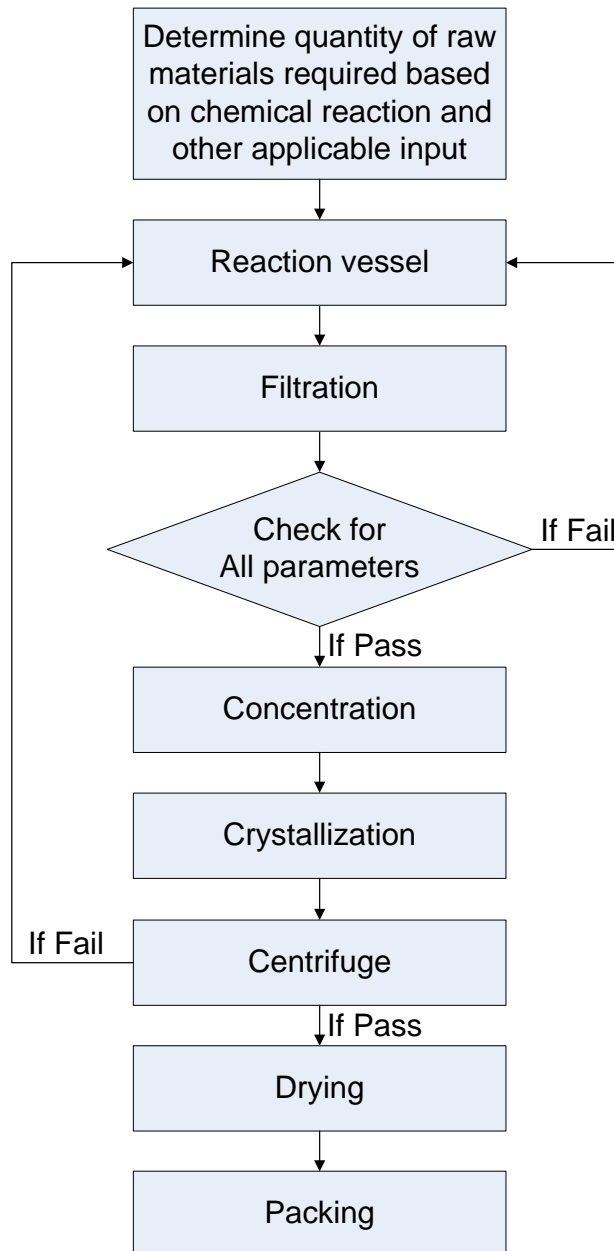 Determine quantity of raw
materials required based
on chemical reaction and
other applicable input
Reaction vessel
Filtration
Check for
All parameters
If Fail
If Pass
Concentration
Crystallization
If Fail
Centrifuge
If Pass
Drying
Packing